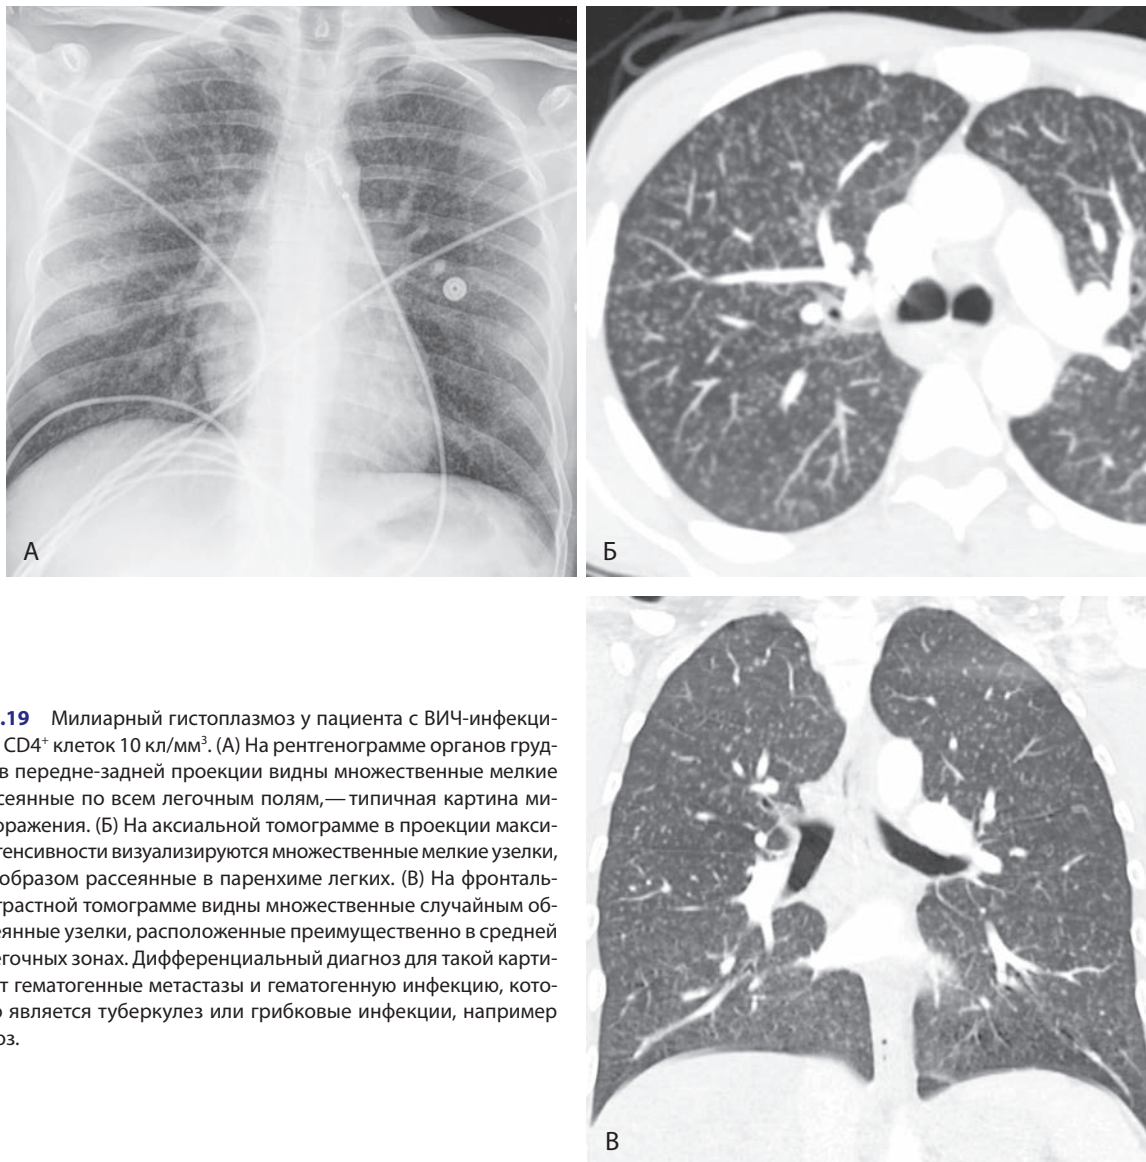 А
Б
.19 Милиарный гистоплазмоз у пациента с ВИЧ-инфекци-
CD4+ клеток 10 кл/мм3. (А) На рентгенограмме органов груд-
в передне-задней проекции видны множественные мелкие
сеянные по всем легочным полям,— типичная картина ми-
оражения. (Б) На аксиальной томограмме в проекции макси-
тенсивности визуализируются множественные мелкие узелки,
образом рассеянные в паренхиме легких. (В) На фронталь-
трастной томограмме видны множественные случайным об-
еянные узелки, расположенные преимущественно в средней
егочных зонах. Дифференциальный диагноз для такой карти-
т гематогенные метастазы и гематогенную инфекцию, кото-
о является туберкулез или грибковые инфекции, например
оз.
В